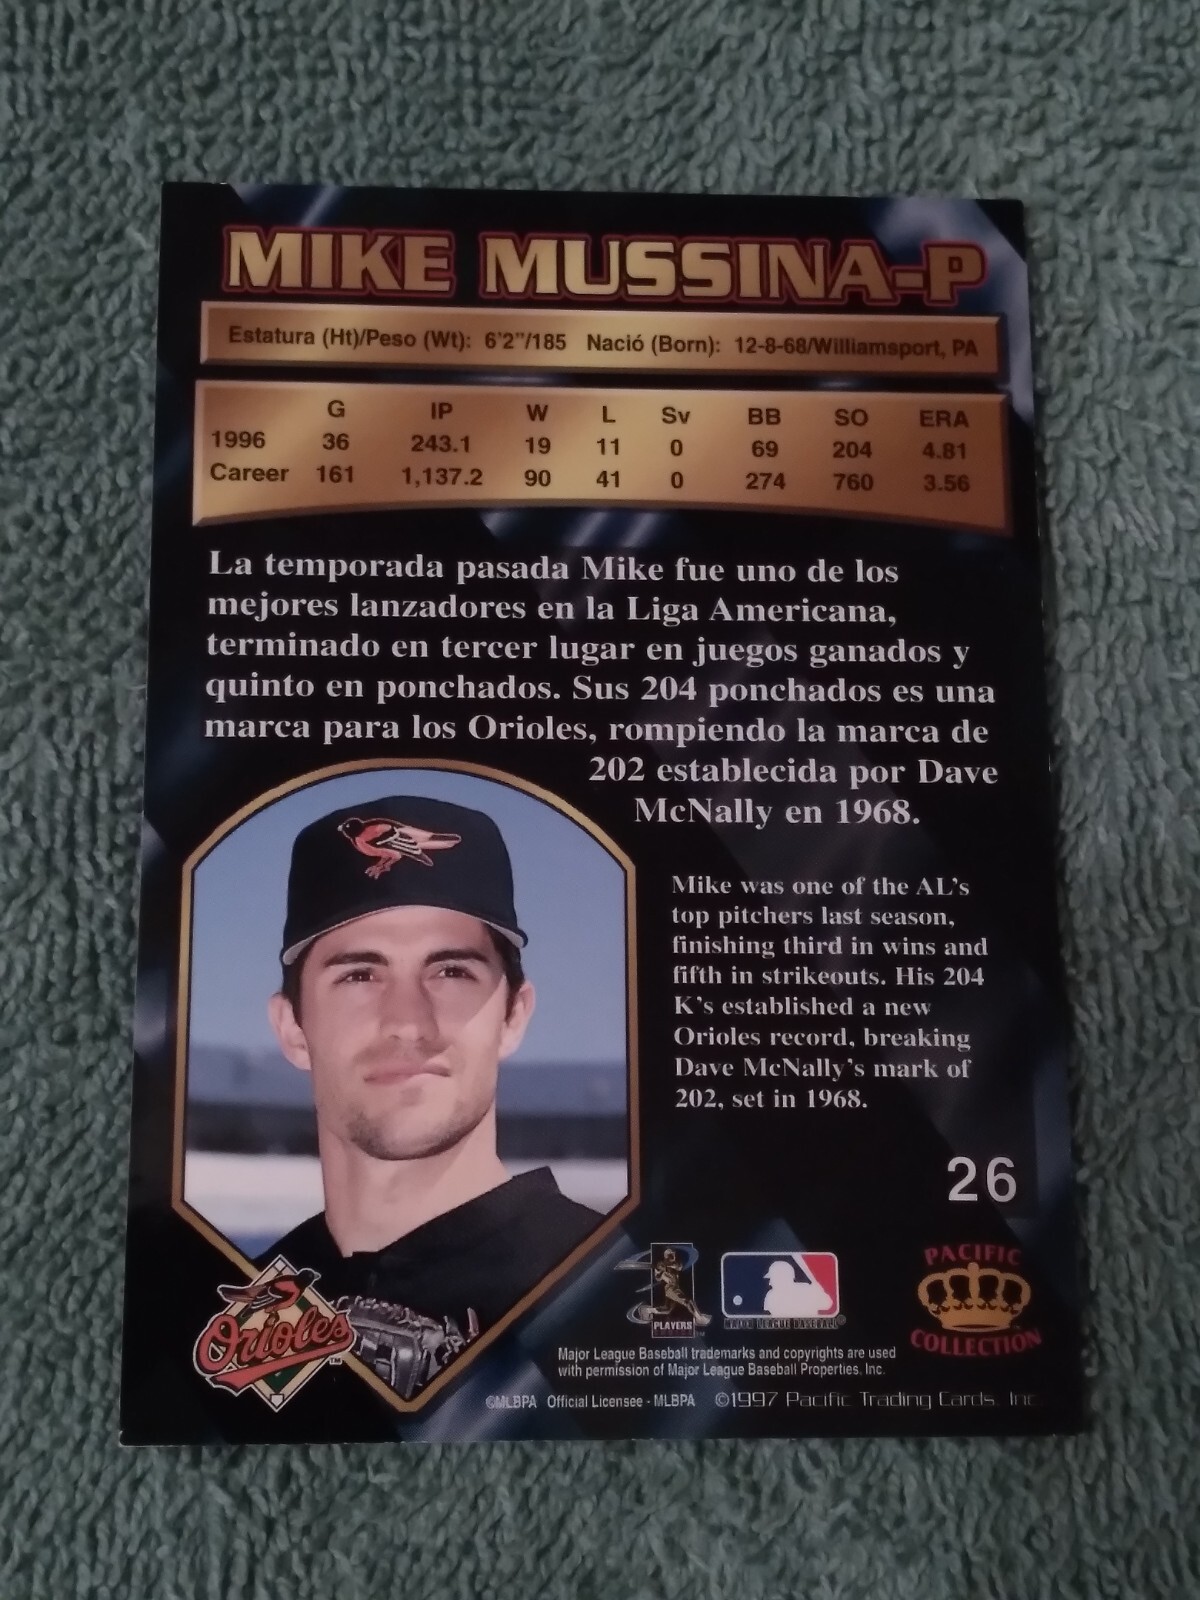 MIKE MUSSINA-P
Estatura (Ht)/Peso (Wt): 6'2"/185 Nació (Born): 12-8-68/Williamsport, PA
G IP W L Sv BB SO ERA
1996 36 243.1 19 11 0 69 204 4.81
Career 161 1,137.2 90 41 0 274 760 3.56
La temporada pasada Mike fue uno de los
mejores lanzadores en la Liga Americana,
terminado en tercer lugar en juegos ganados y
quinto en ponchados. Sus 204 ponchados es una
marca para los Orioles, rompiendo la marca de
202 establecida por Dave
McNally en 1968.
Mike was one of the AL's
top pitchers last season,
finishing third in wins and
fifth in strikeouts. His 204
K's established a new
Orioles record, breaking
Dave McNally's mark of
202, set in 1968.
26
Orioles
TM
PLAYERS
MAJOR LEAGUE BASEBALL®
PACIFIC
COLLECTION
Major League Baseball trademarks and copyrights are used
with permission of Major League Baseball Properties, Inc.
©MLBPA Official Licensee - MLBPA ©1997 Pacific Trading Cards, Inc.